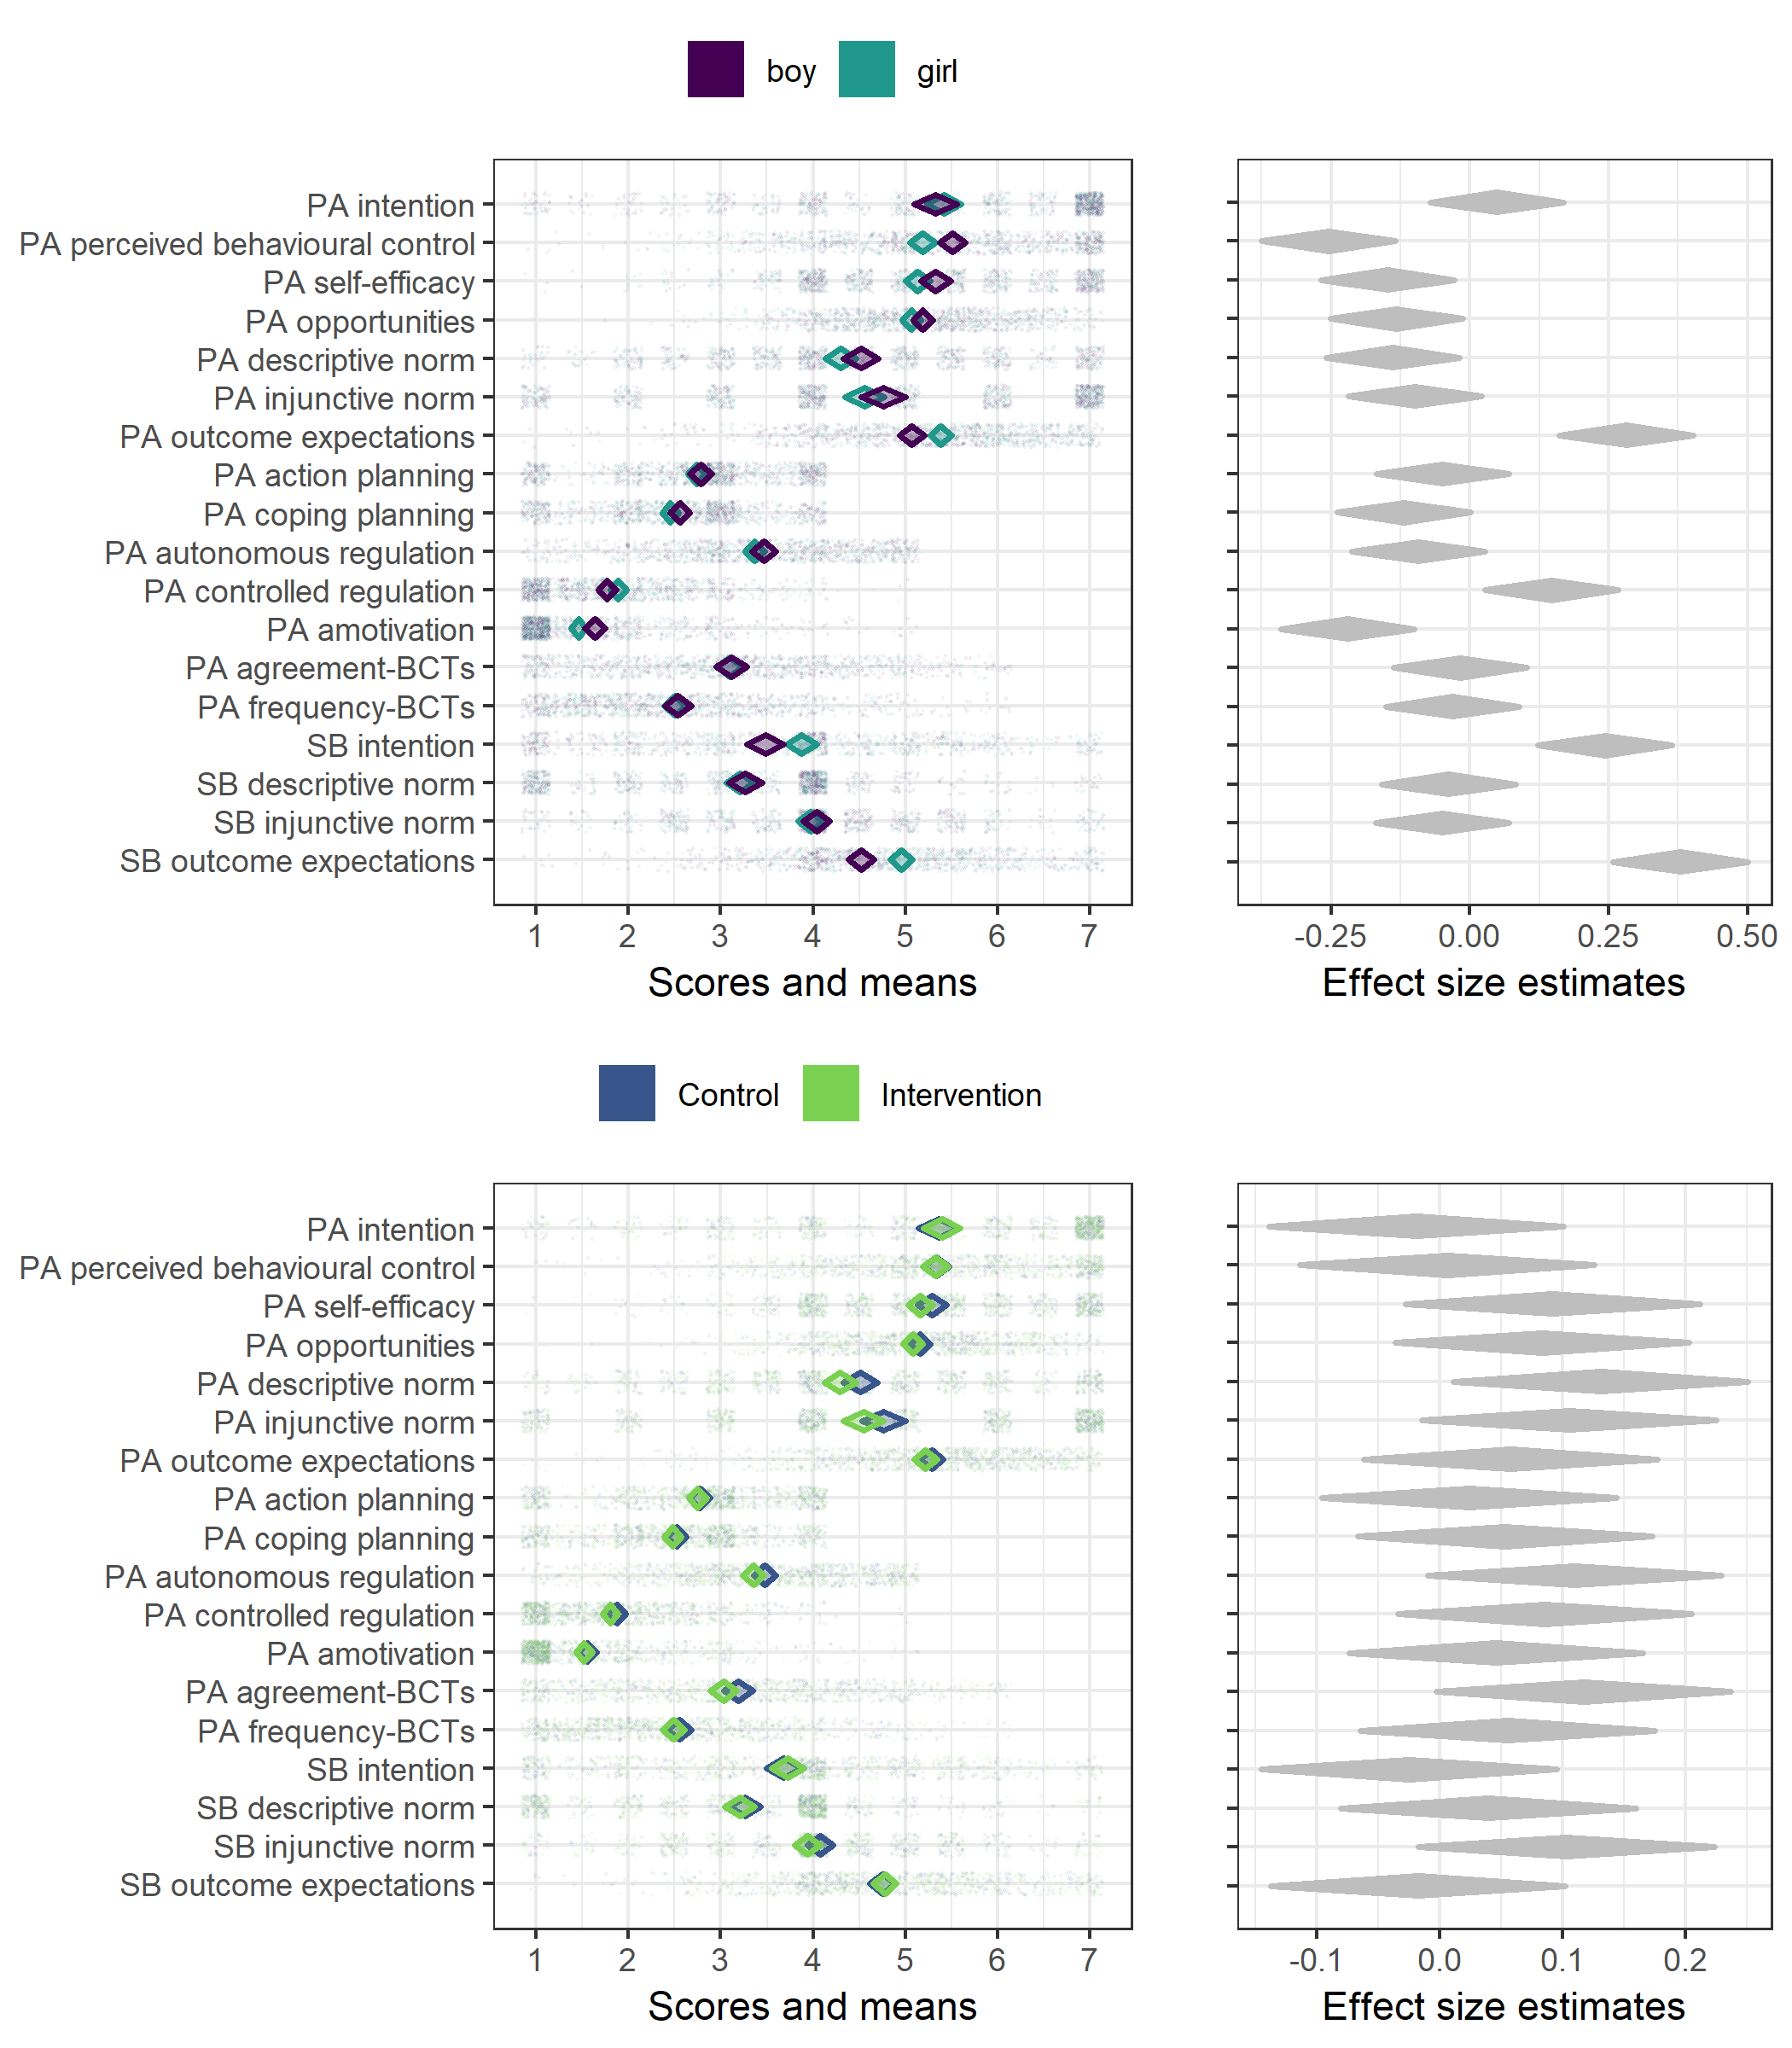 boy girl
PA intention
PA perceived behavioural control
PA self-efficacy
PA opportunities
PA descriptive norm
PA injunctive norm
PA outcome expectations
PA action planning
PA coping planning
PA autonomous regulation
PA controlled regulation
PA amotivation
PA agreement-BCTs
PA frequency-BCTs
SB intention
SB descriptive norm
SB injunctive norm
SB outcome expectations
1 2 3 4 5 6 7
Scores and means
-0.25 0.00 0.25 0.50
Effect size estimates
Control Intervention
PA intention
PA perceived behavioural control
PA self-efficacy
PA opportunities
PA descriptive norm
PA injunctive norm
PA outcome expectations
PA action planning
PA coping planning
PA autonomous regulation
PA controlled regulation
PA amotivation
PA agreement-BCTs
PA frequency-BCTs
SB intention
SB descriptive norm
SB injunctive norm
SB outcome expectations
1 2 3 4 5 6 7
Scores and means
-0.1 0.0 0.1 0.2
Effect size estimates